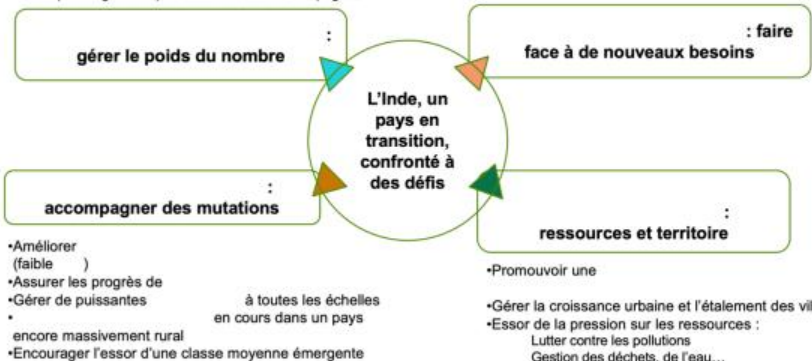 :
gérer le poids du nombre
: faire
face à de nouveaux besoins
L'Inde, un
pays en
transition,
confronté à
des défis
:
accompagner des mutations
:
ressources et territoire
•Améliorer
(faible )
•Assurer les progrès de
•Gérer de puissantes à toutes les échelles
• en cours dans un pays
encore massivement rural
•Encourager l'essor d'une classe moyenne émergente
•Promouvoir une
•Gérer la croissance urbaine et l'étalement des vil
•Essor de la pression sur les ressources :
Lutter contre les pollutions
Gestion des déchets, de l'eau…